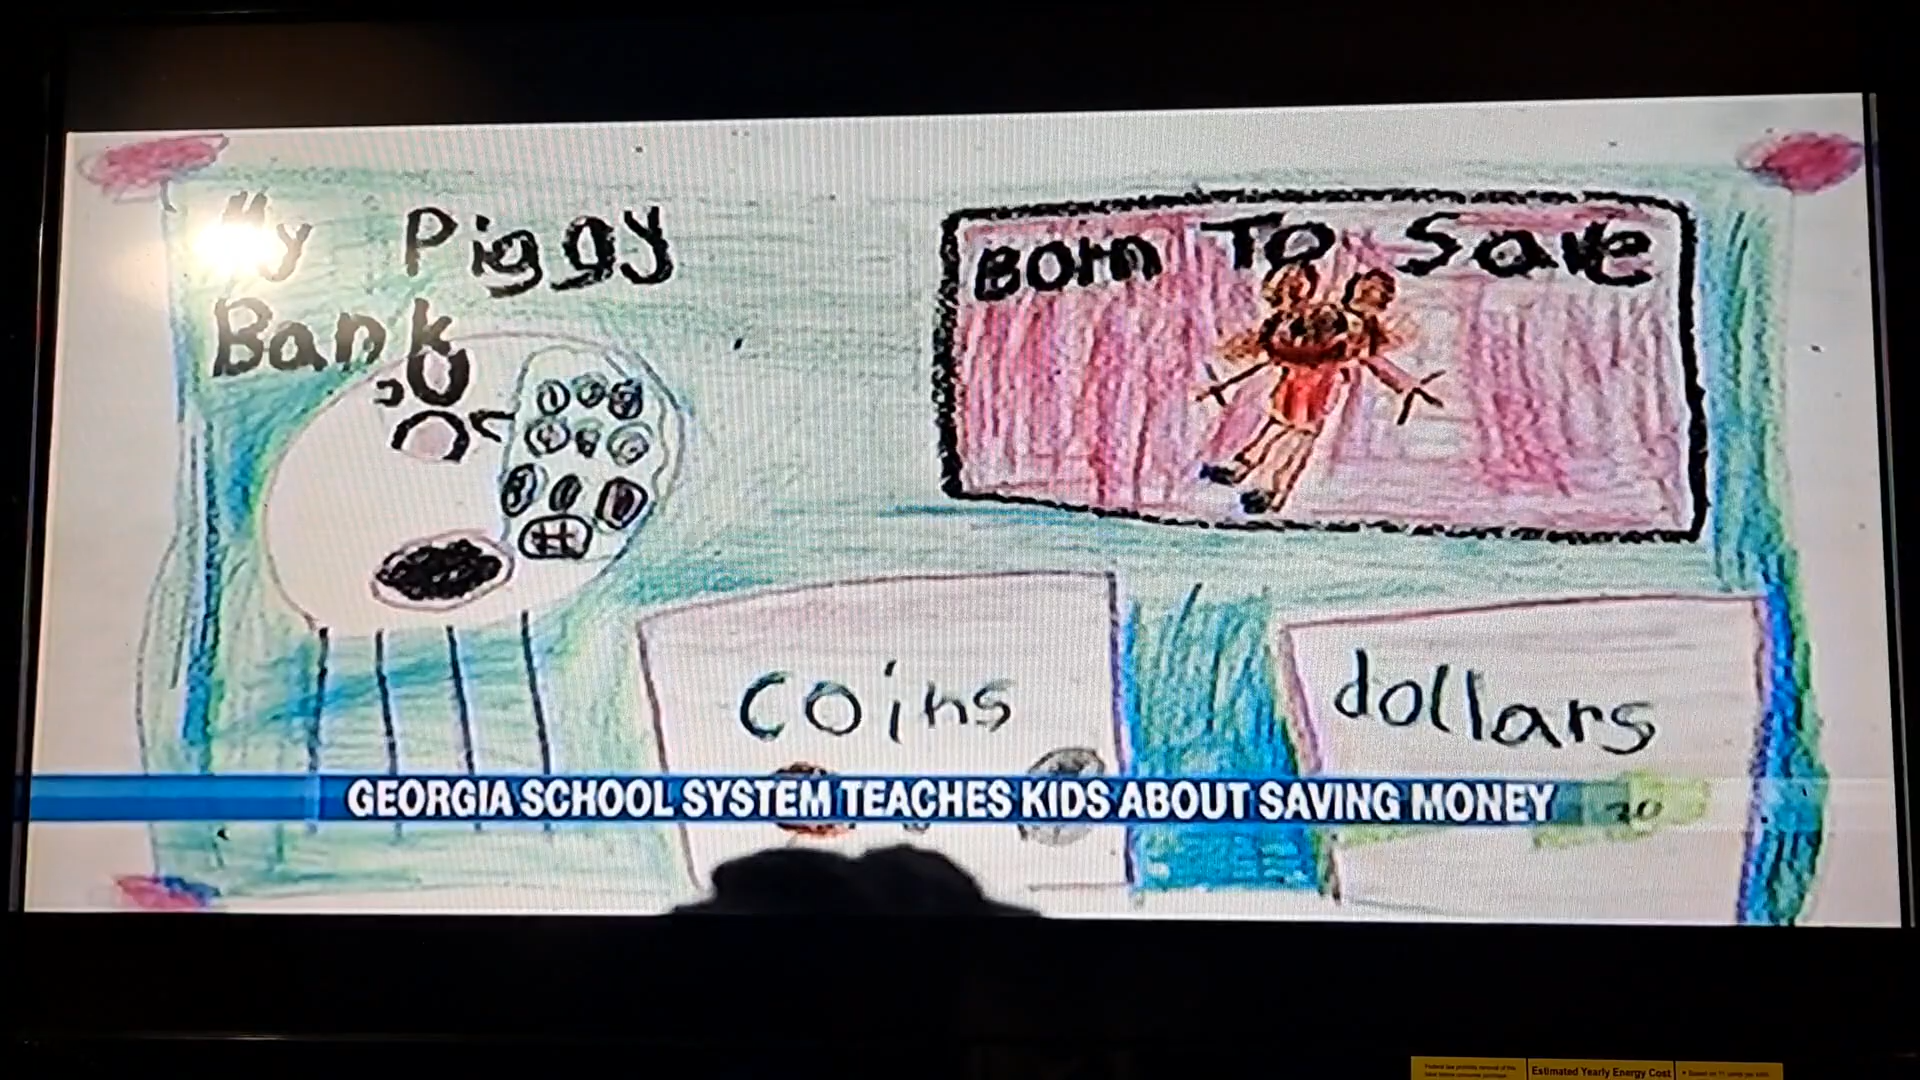 My Piggy
Bank
BORN TO Save
coins
dollars
GEORGIA SCHOOL SYSTEM TEACHES KIDS ABOUT SAVING MONEY
20
Estimated Yearly Energy Cost